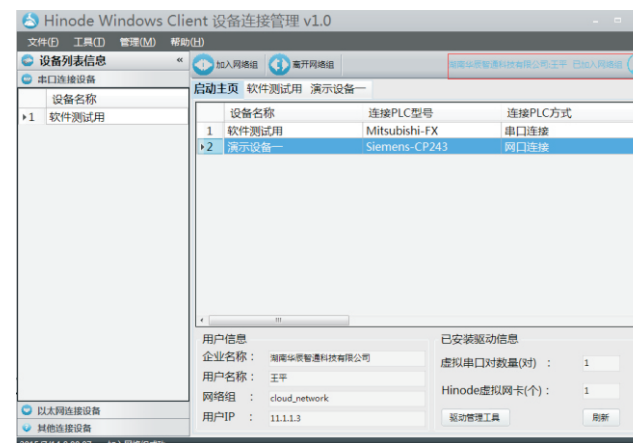 Hinode Windows Client 设备连接管理 v1.0
文件(F) 工具(T) 管理(M) 帮助(H)
设备列表信息 «
加入网络组 离开网络组
湖南华辰智通科技有限公司:王平 已加入网络组
串口连接设备
启动主页 软件测试用 演示设备一
设备名称
1 软件测试用
设备名称 连接PLC型号 连接PLC方式
1 软件测试用 Mitsubishi-FX 串口连接
2 演示设备一 Siemens-CP243 网口连接
用户信息
企业名称： 湖南华辰智通科技有限公司
用户名称： 王平
网络组 ： cloud_network
用户IP ： 11.1.1.3
已安装驱动信息
虚拟串口对数量(对) ： 1
Hinode虚拟网卡(个)： 1
驱动管理工具 刷新
以太网连接设备
其他连接设备